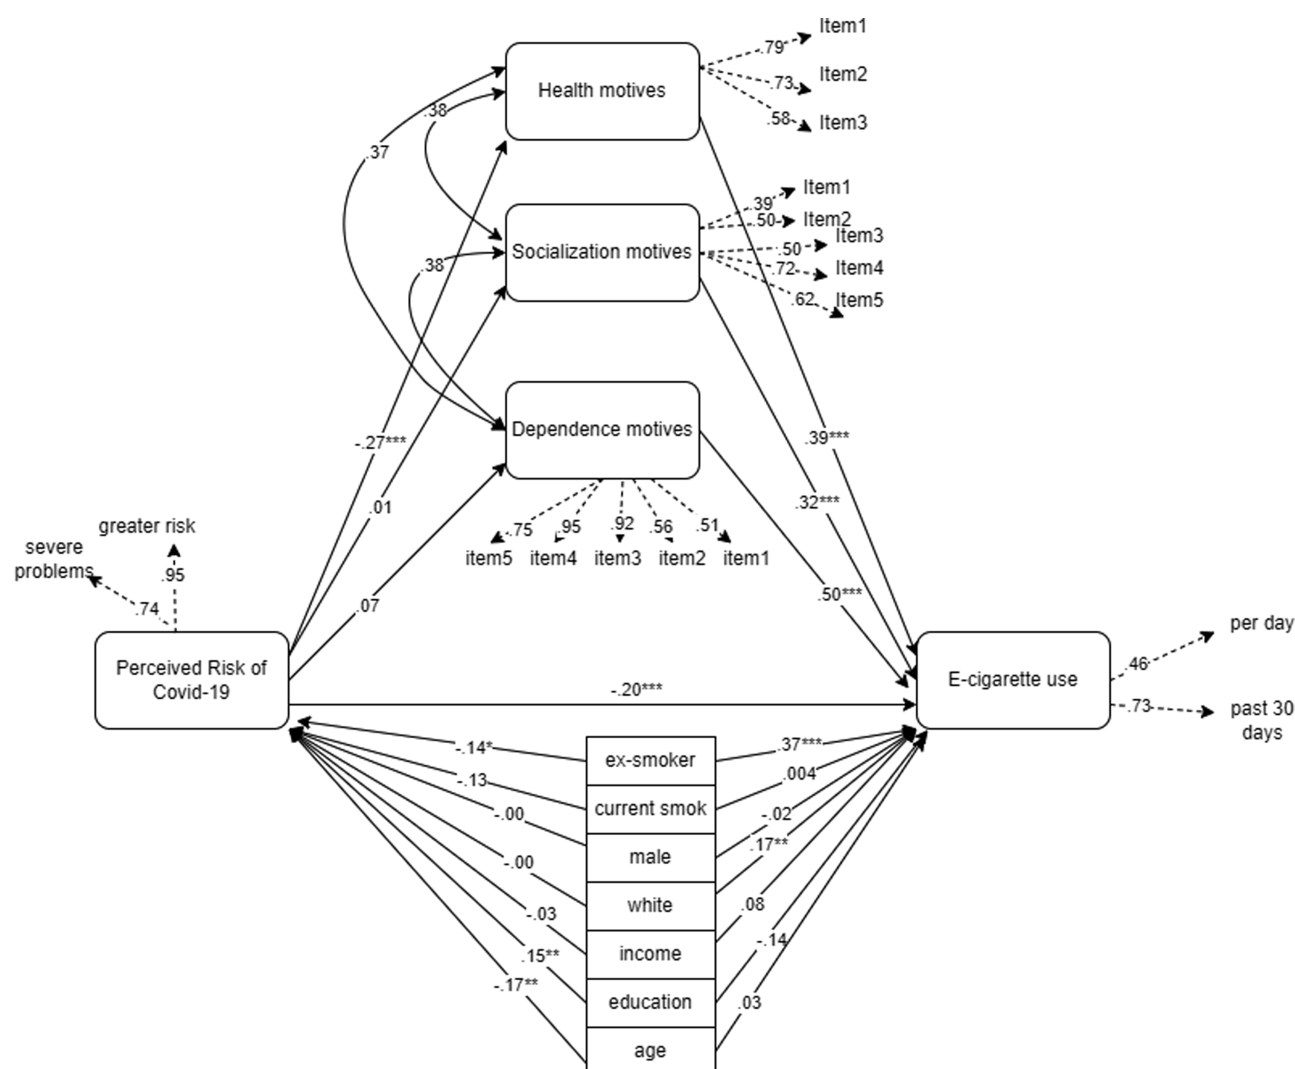 Item1
.79
Health motives
Item2
.73
.38
Item3
.58
.37
Item1
.39
Item2
.50
Item3
Socialization motives
.50
.38
Item4
.72
Item5
.62
Dependence motives
.39***
-.27***
.32***
.01
.75
.95
.92
.56
.51
item5
item4
item3
item2
item1
greater risk
severe
problems
.95
.74
.07
.50***
per day
.46
Perceived Risk of
Covid-19
E-cigarette use
-.20***
.73
past 30
days
-.14*
ex-smoker
.37***
-.13
current smok
.004
-.00
male
-.02
.17**
-.00
white
.08
-.03
income
-.14
.15**
education
.03
-.17**
age